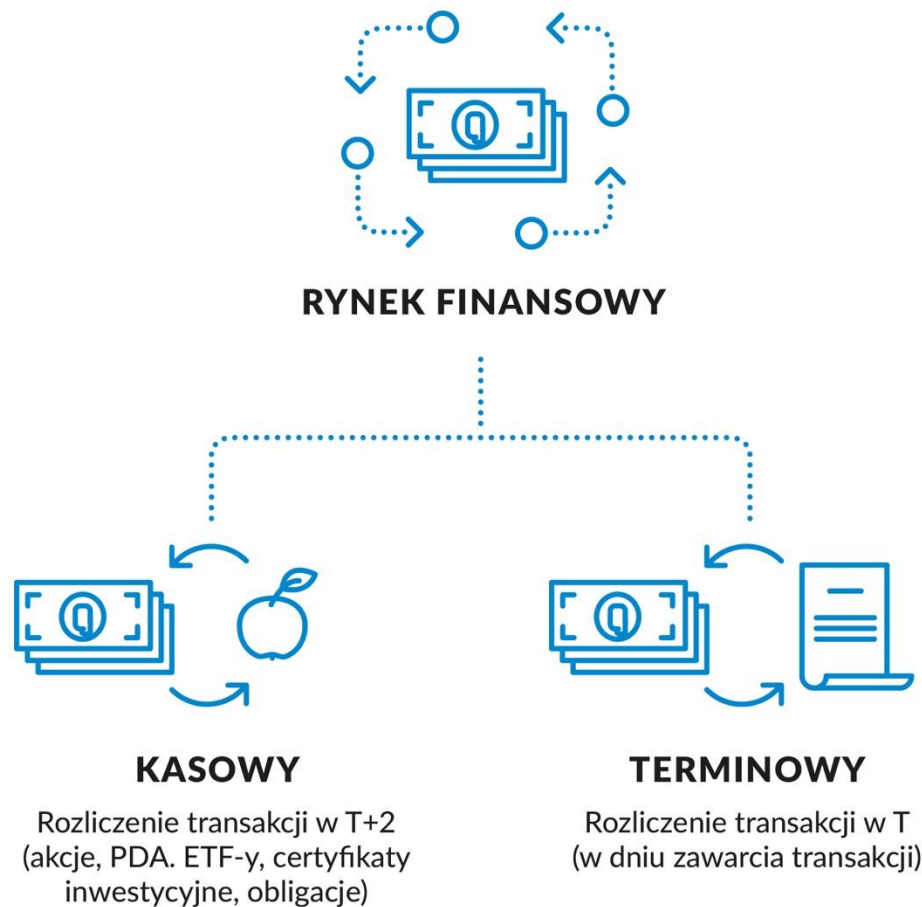 RYNEK FINANSOWY
KASOWY
Rozliczenie transakcji w T+2
(akcje, PDA. ETF-y, certyfikaty
inwestycyjne, obligacje)
TERMINOWY
Rozliczenie transakcji w T
(w dniu zawarcia transakcji)